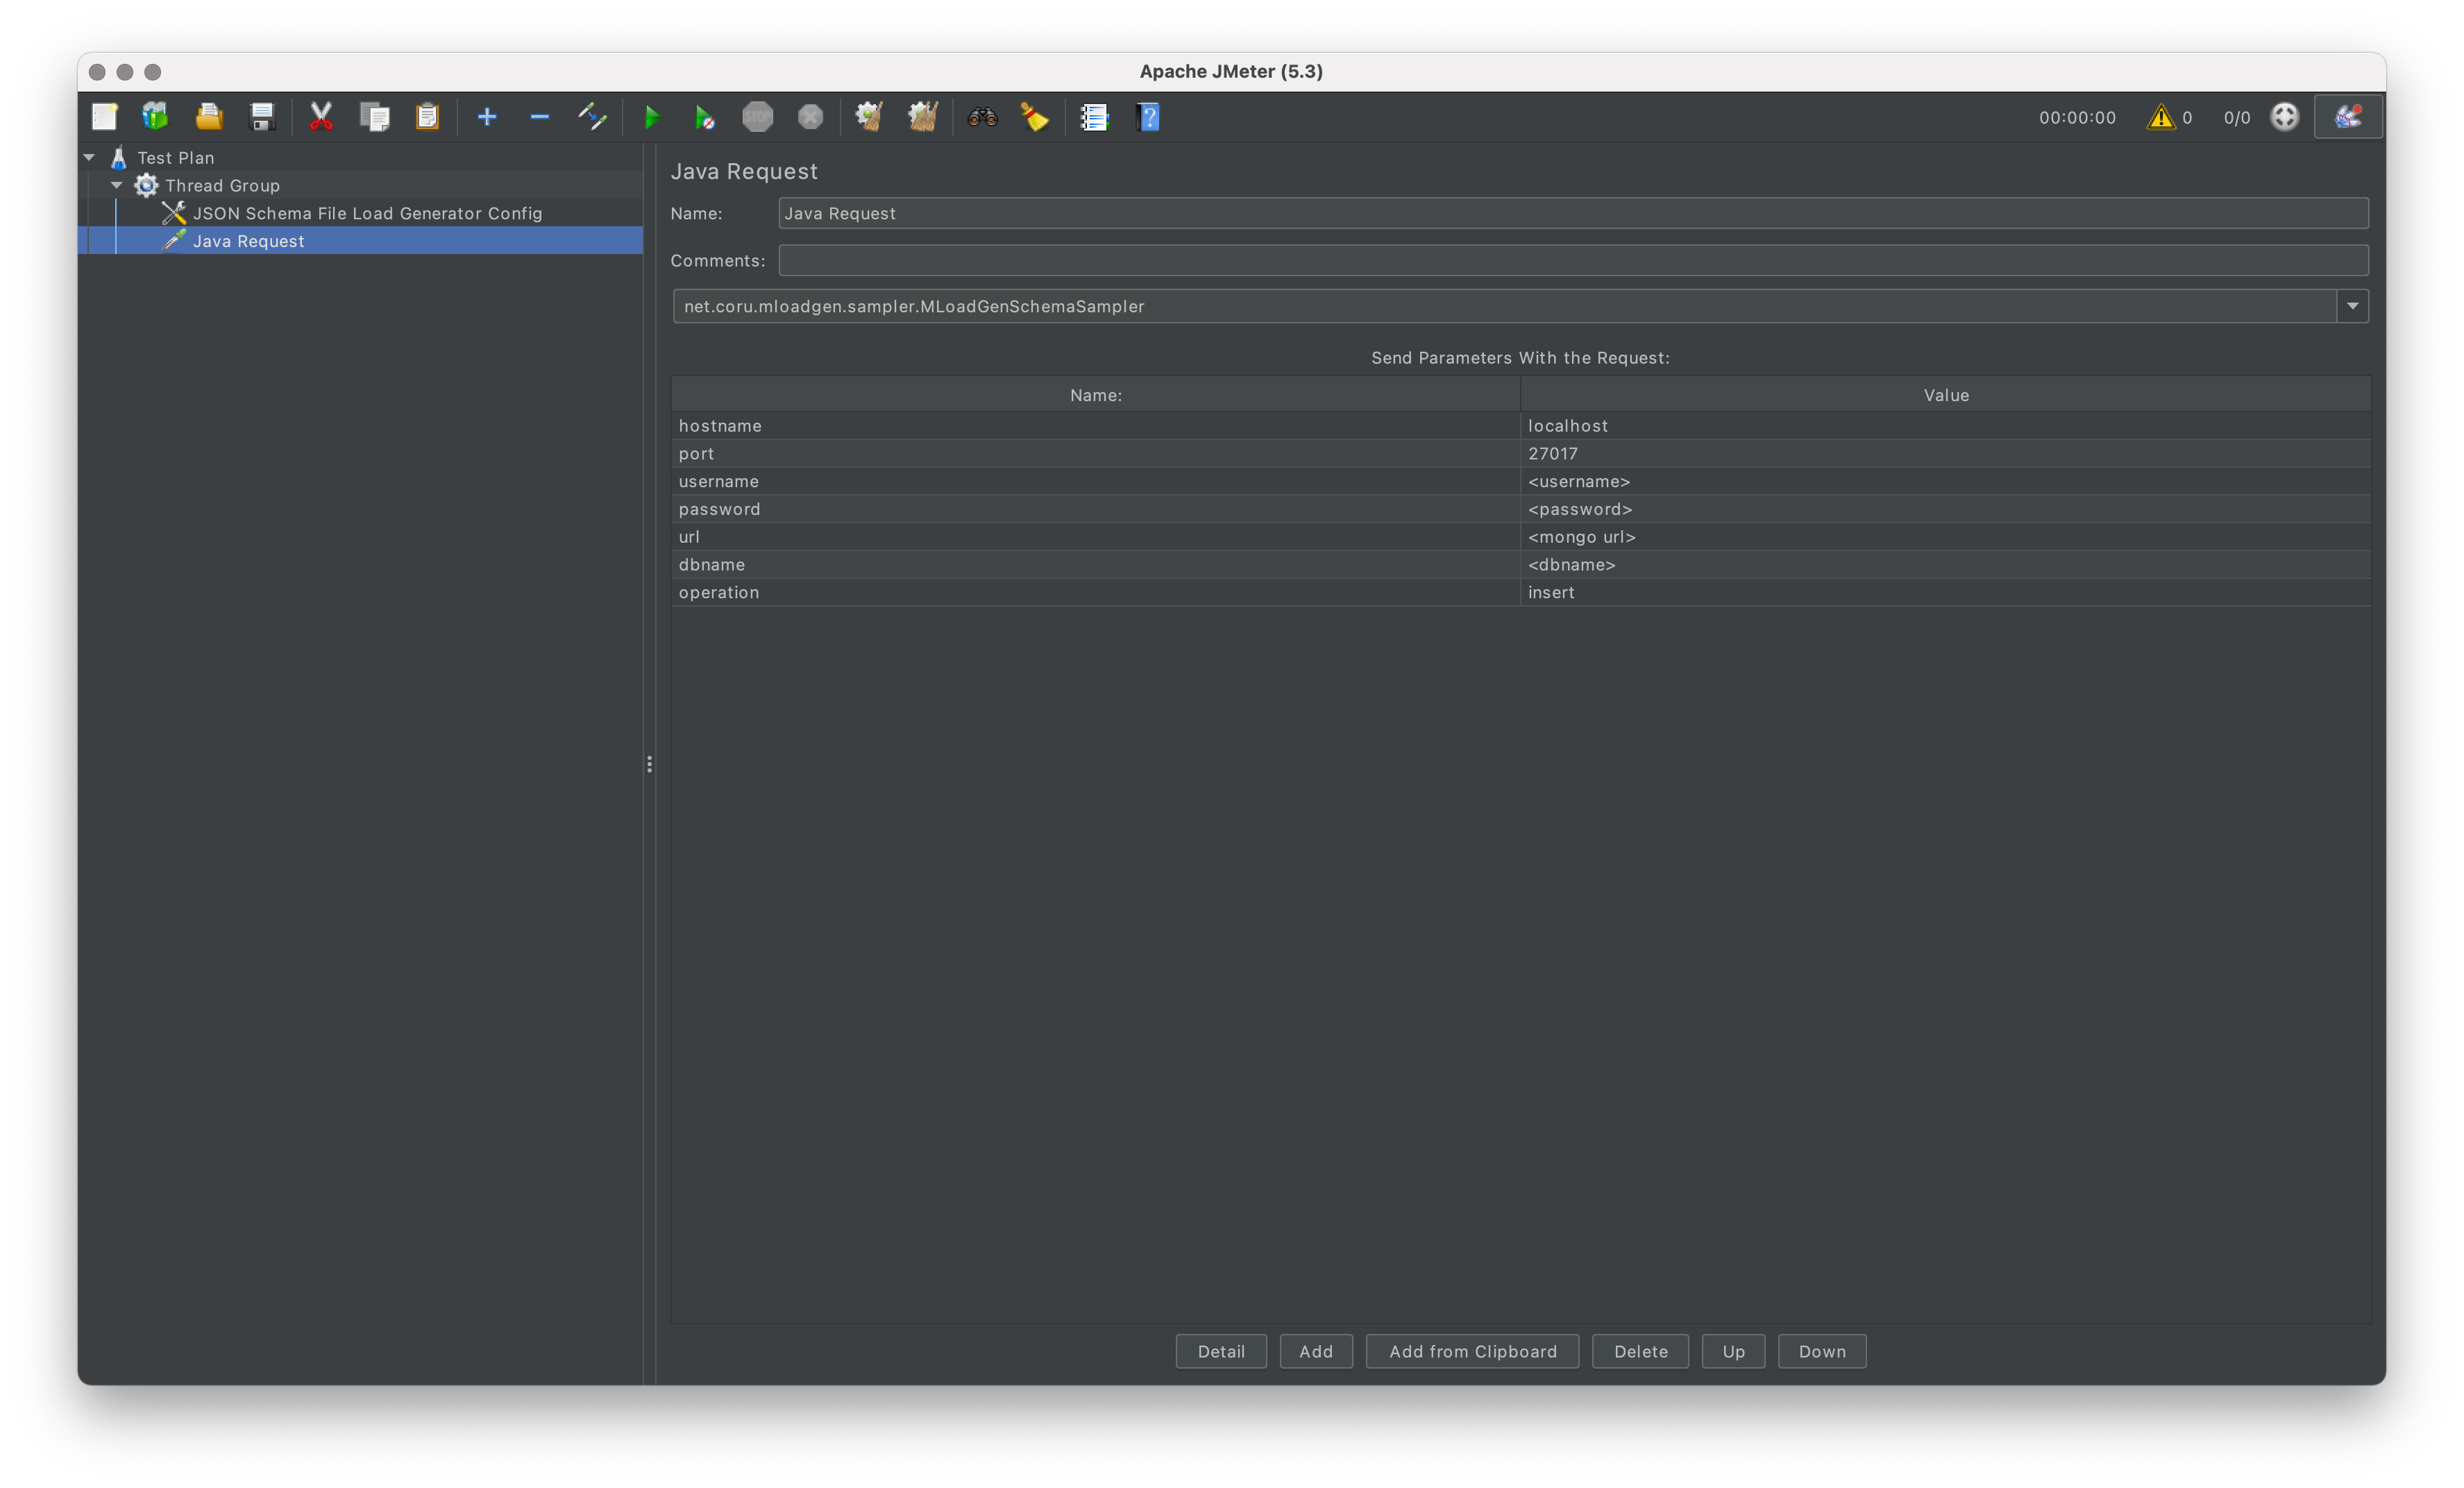 Apache JMeter (5.3)
STOP
00:00:00
0
0/0
Test Plan
Thread Group
JSON Schema File Load Generator Config
Java Request
Java Request
Name:
Java Request
Comments:
net.coru.mloadgen.sampler.MLoadGenSchemaSampler
Send Parameters With the Request:
Name: Value
hostname localhost
port 27017
username <username>
password <password>
url <mongo url>
dbname <dbname>
operation insert
Detail Add Add from Clipboard Delete Up Down